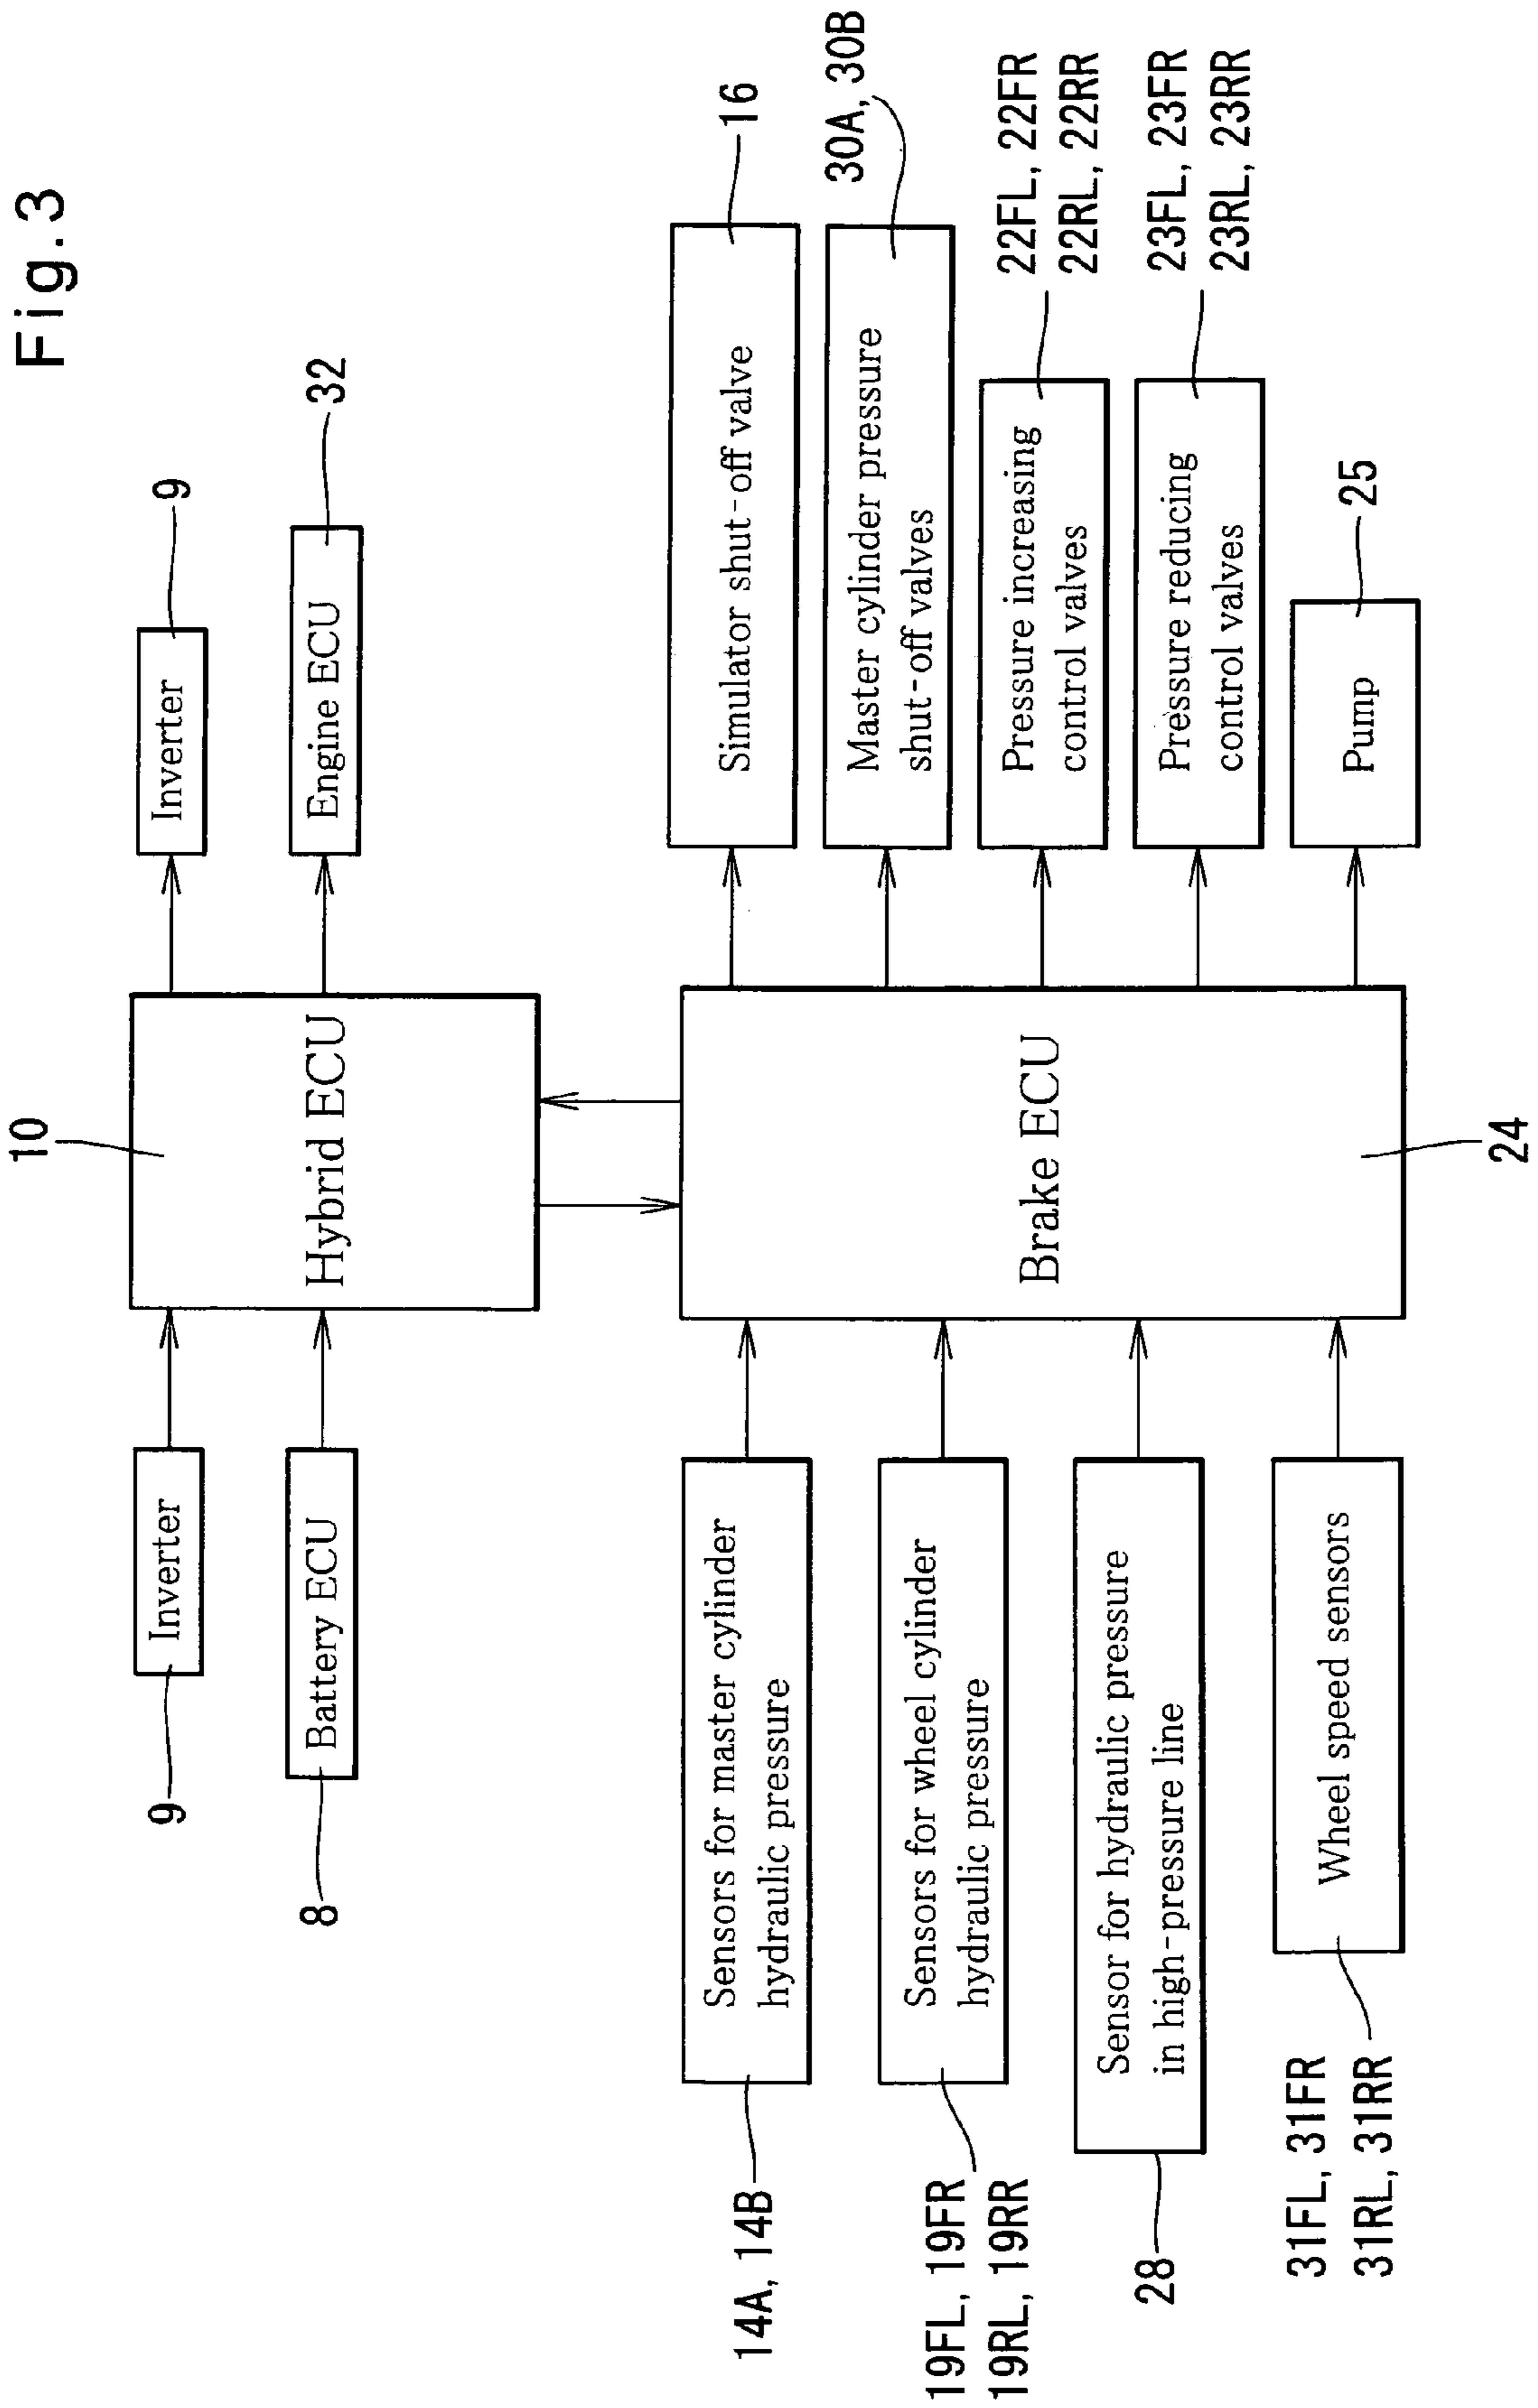 Fig.3
10
9
Inverter
Inverter
9
8
Battery ECU
Hybrid ECU
Engine ECU
32
14A, 14B
Sensors for master cylinder
hydraulic pressure
19FL, 19FR
19RL, 19RR
Sensors for wheel cylinder
hydraulic pressure
28
Sensor for hydraulic pressure
in high-pressure line
31FL, 31FR
31RL, 31RR
Wheel speed sensors
Brake ECU
24
Simulator shut-off valve
16
Master cylinder pressure
shut-off valves
30A, 30B
Pressure increasing
control valves
22FL, 22FR
22RL, 22RR
Pressure reducing
control valves
23FL, 23FR
23RL, 23RR
Pump
25